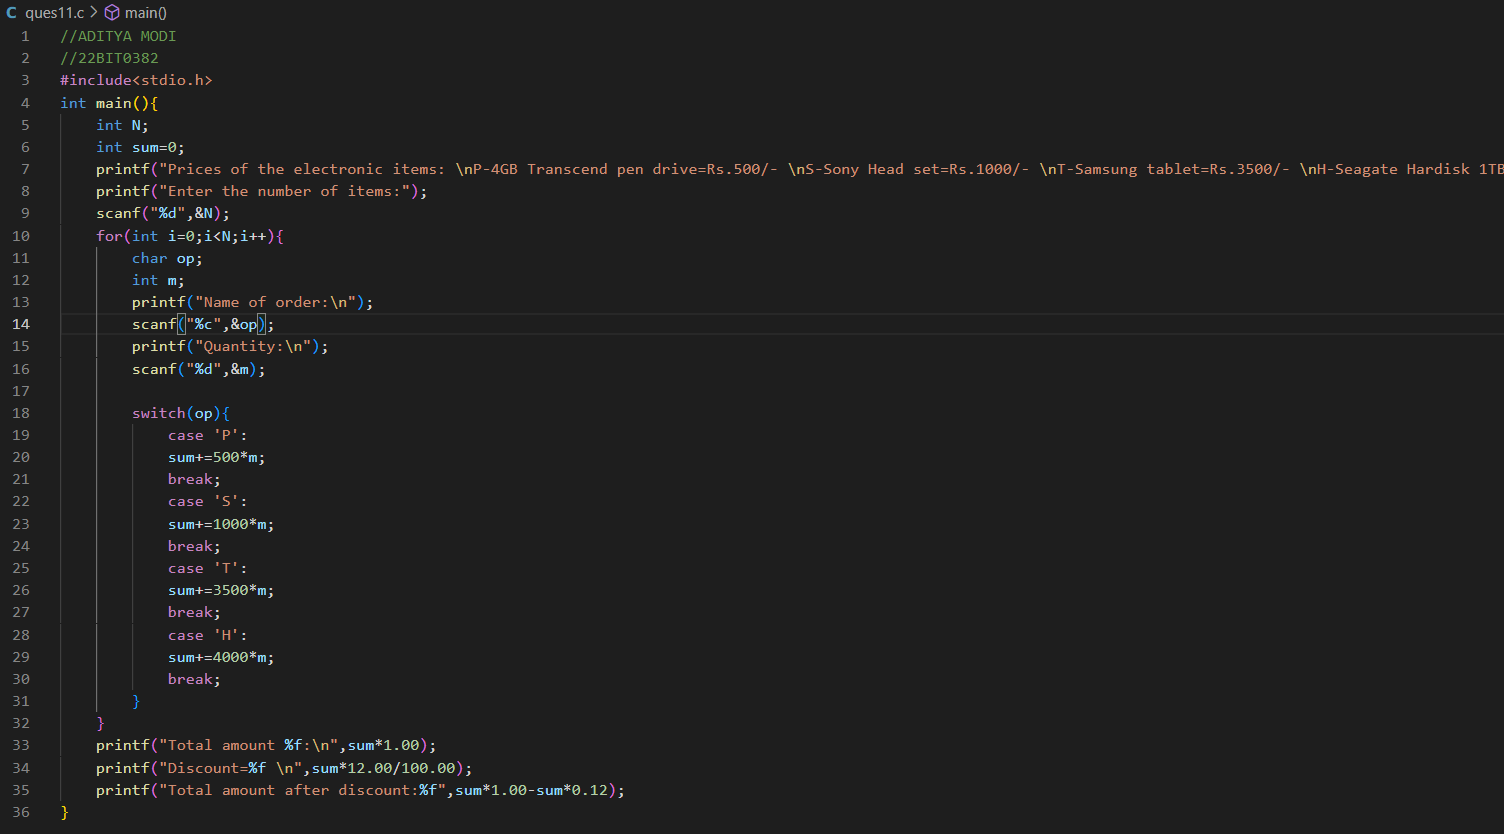 C ques11.c > main()
1 //ADITYA MODI
2 //22BIT0382
3 #include<stdio.h>
4 int main(){
5     int N;
6     int sum=0;
7     printf("Prices of the electronic items: \nP-4GB Transcend pen drive=Rs.500/- \nS-Sony Head set=Rs.1000/- \nT-Samsung tablet=Rs.3500/- \nH-Seagate Hardisk 1TB
8     printf("Enter the number of items:");
9     scanf("%d",&N);
10     for(int i=0;i<N;i++){
11         char op;
12         int m;
13         printf("Name of order:\n");
14         scanf("%c",&op);
15         printf("Quantity:\n");
16         scanf("%d",&m);
17
18         switch(op){
19             case 'P':
20             sum+=500*m;
21             break;
22             case 'S':
23             sum+=1000*m;
24             break;
25             case 'T':
26             sum+=3500*m;
27             break;
28             case 'H':
29             sum+=4000*m;
30             break;
31         }
32     }
33     printf("Total amount %f:\n",sum*1.00);
34     printf("Discount=%f \n",sum*12.00/100.00);
35     printf("Total amount after discount:%f",sum*1.00-sum*0.12);
36 }